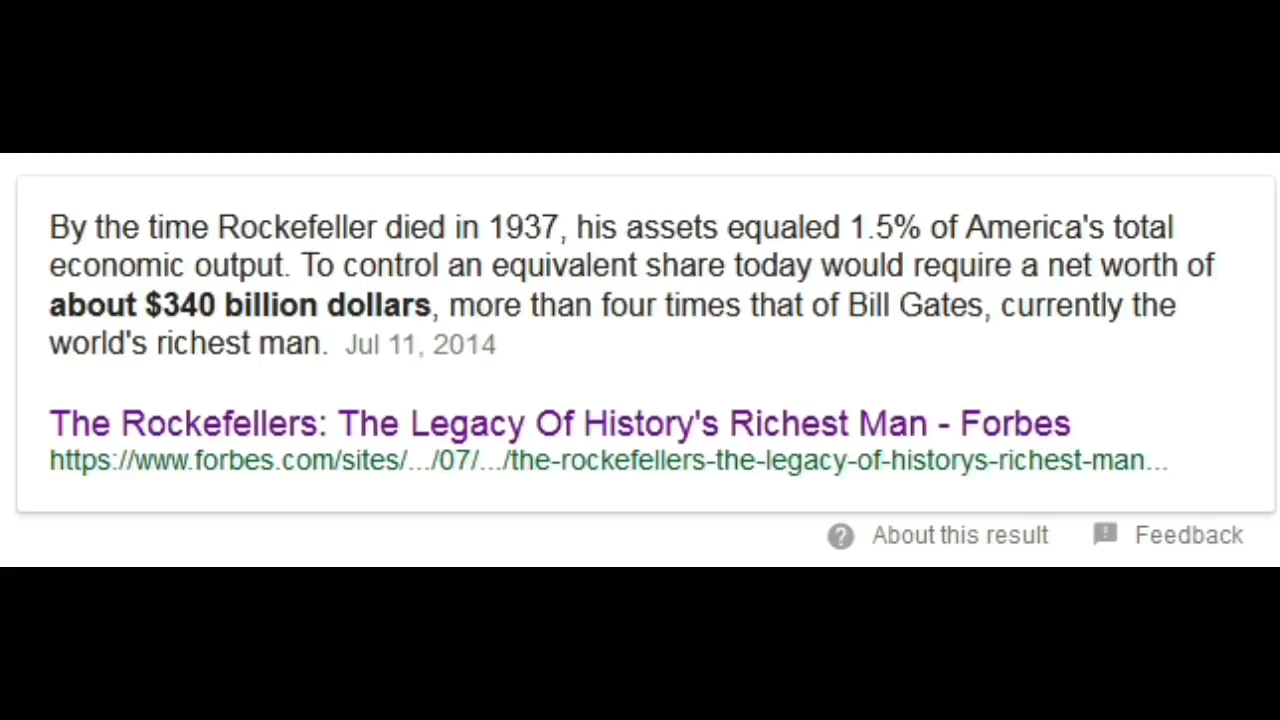 By the time Rockefeller died in 1937, his assets equaled 1.5% of America's total
economic output. To control an equivalent share today would require a net worth of
about $340 billion dollars, more than four times that of Bill Gates, currently the
world's richest man. Jul 11, 2014
The Rockefellers: The Legacy Of History's Richest Man - Forbes
https://www.forbes.com/sites/.../07/.../the-rockefellers-the-legacy-of-historys-richest-man...
About this result Feedback